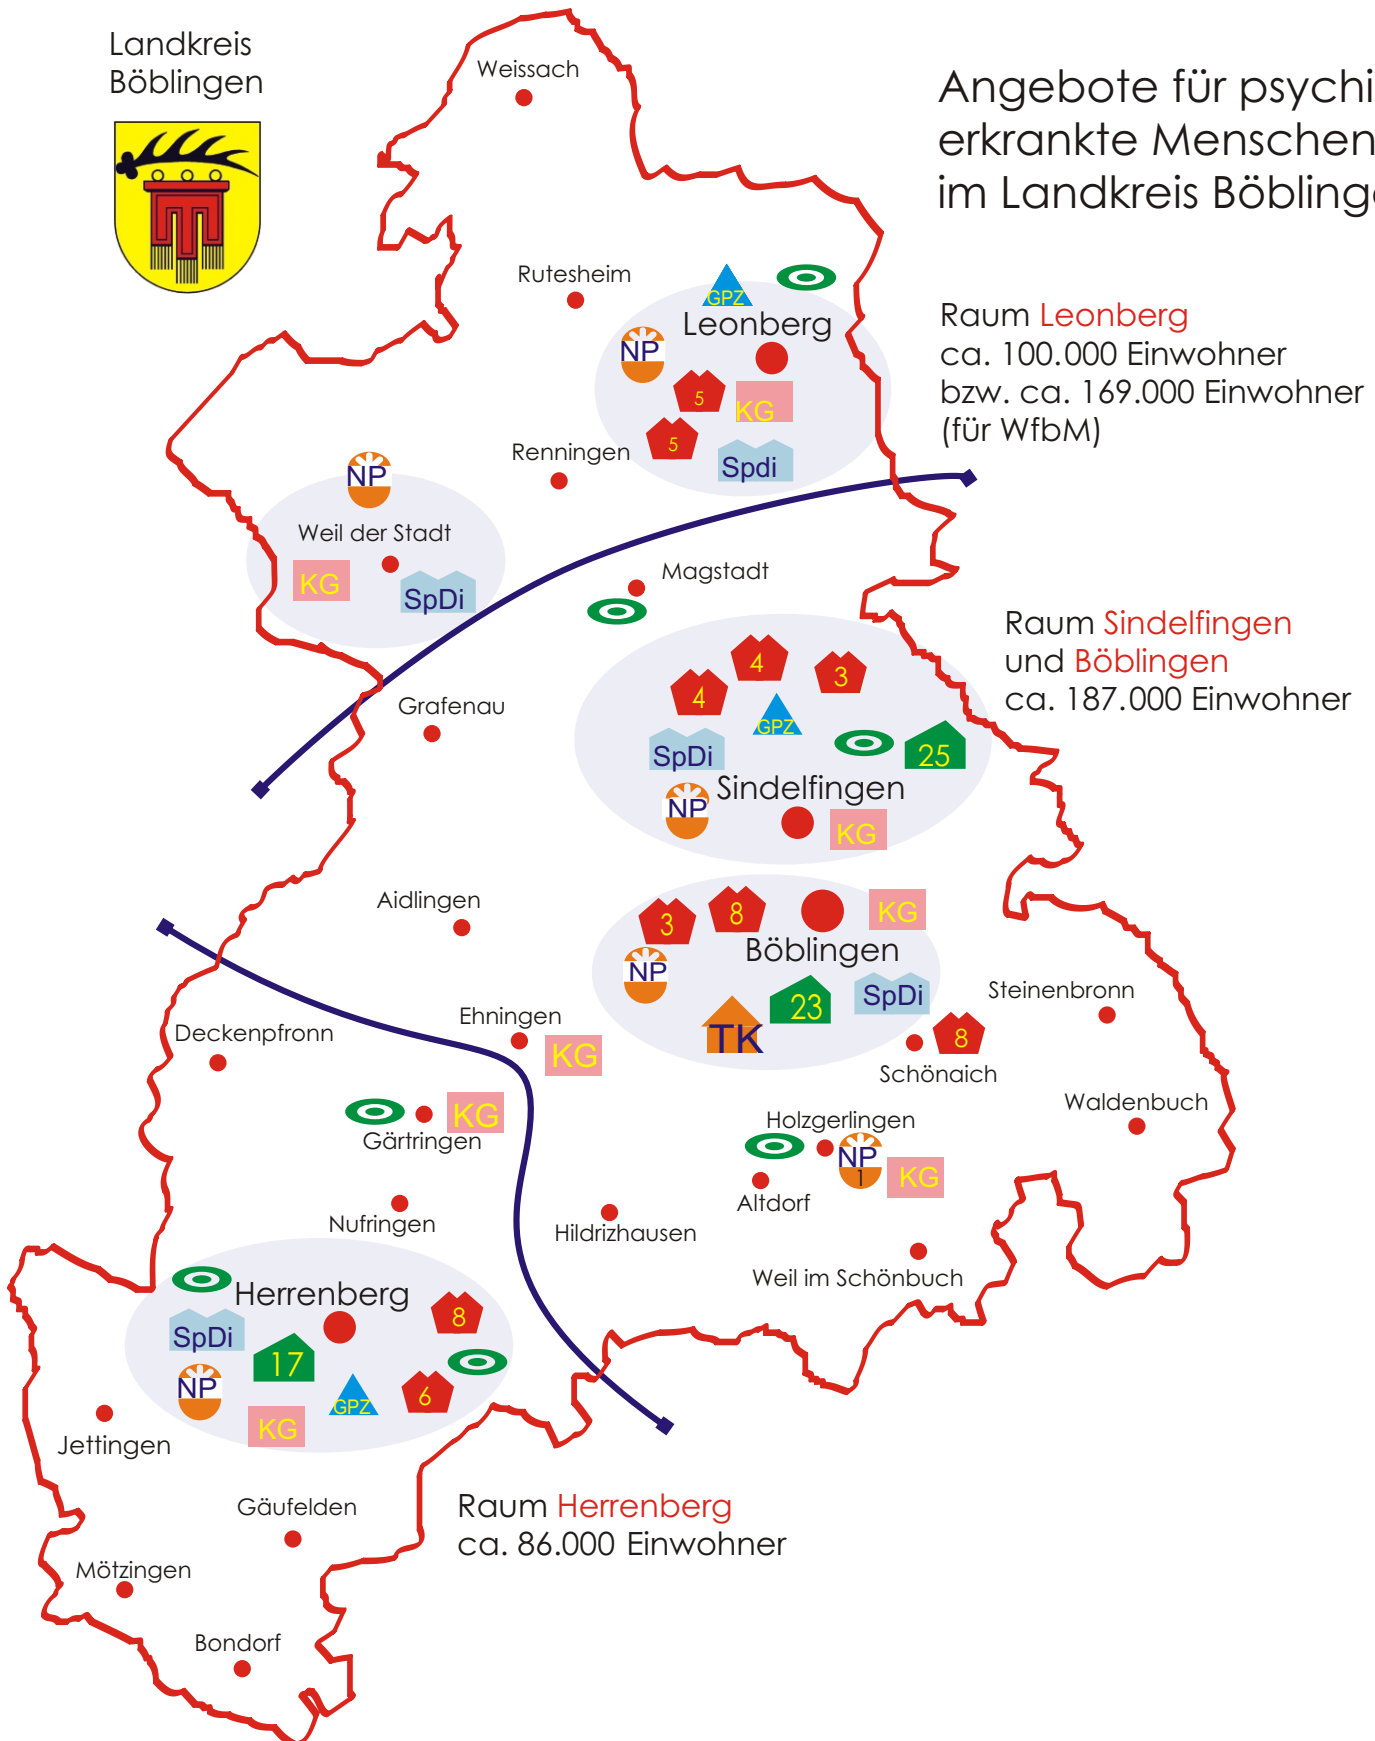 Landkreis
Böblingen
Angebote für psychi
erkrankte Menschen
im Landkreis Böblinge
Weissach
Rutesheim
GPZ
Leonberg
NP
5
KG
5
Spdi
Raum Leonberg
ca. 100.000 Einwohner
bzw. ca. 169.000 Einwohner
(für WfbM)
Renningen
NP
Weil der Stadt
KG
SpDi
Magstadt
Raum Sindelfingen
und Böblingen
ca. 187.000 Einwohner
4
3
4
GPZ
SpDi
25
Sindelfingen
NP
KG
Grafenau
Aidlingen
3
8
KG
Böblingen
NP
23
SpDi
TK
Steinenbronn
8
Schönaich
Deckenpfronn
Ehningen
KG
KG
Gärtringen
Holzgerlingen
NP
1
KG
Waldenbuch
Altdorf
Nufringen
Hildrizhausen
Weil im Schönbuch
Herrenberg
8
SpDi
17
NP
GPZ
6
KG
Jettingen
Gäufelden
Raum Herrenberg
ca. 86.000 Einwohner
Mötzingen
Bondorf